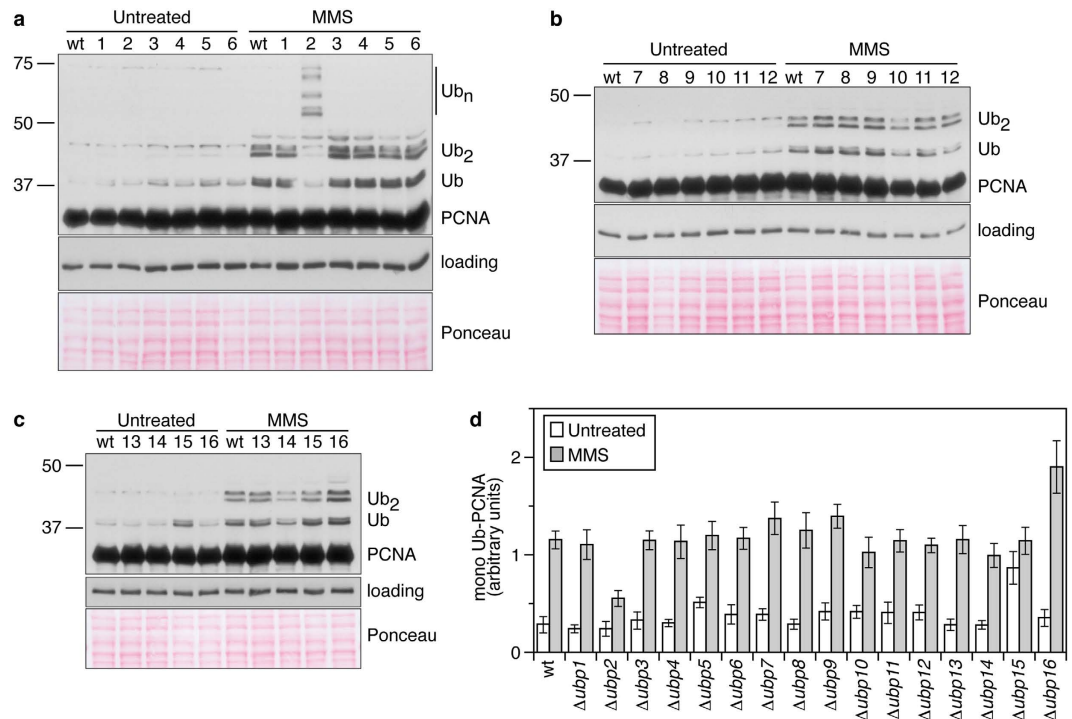 a
Untreated MMS
wt 1 2 3 4 5 6 wt 1 2 3 4 5 6
75
Ubn
50
Ub2
37
Ub
PCNA
loading
Ponceau
b
Untreated MMS
wt 7 8 9 10 11 12 wt 7 8 9 10 11 12
50
Ub2
Ub
37
PCNA
loading
Ponceau
c
Untreated MMS
wt 13 14 15 16 wt 13 14 15 16
50
Ub2
Ub
37
PCNA
loading
Ponceau
d
Untreated
MMS
mono Ub-PCNA
(arbitrary units)
2
1
0
wt Δubp1 Δubp2 Δubp3 Δubp4 Δubp5 Δubp6 Δubp7 Δubp8 Δubp9 Δubp10 Δubp11 Δubp12 Δubp13 Δubp14 Δubp15 Δubp16